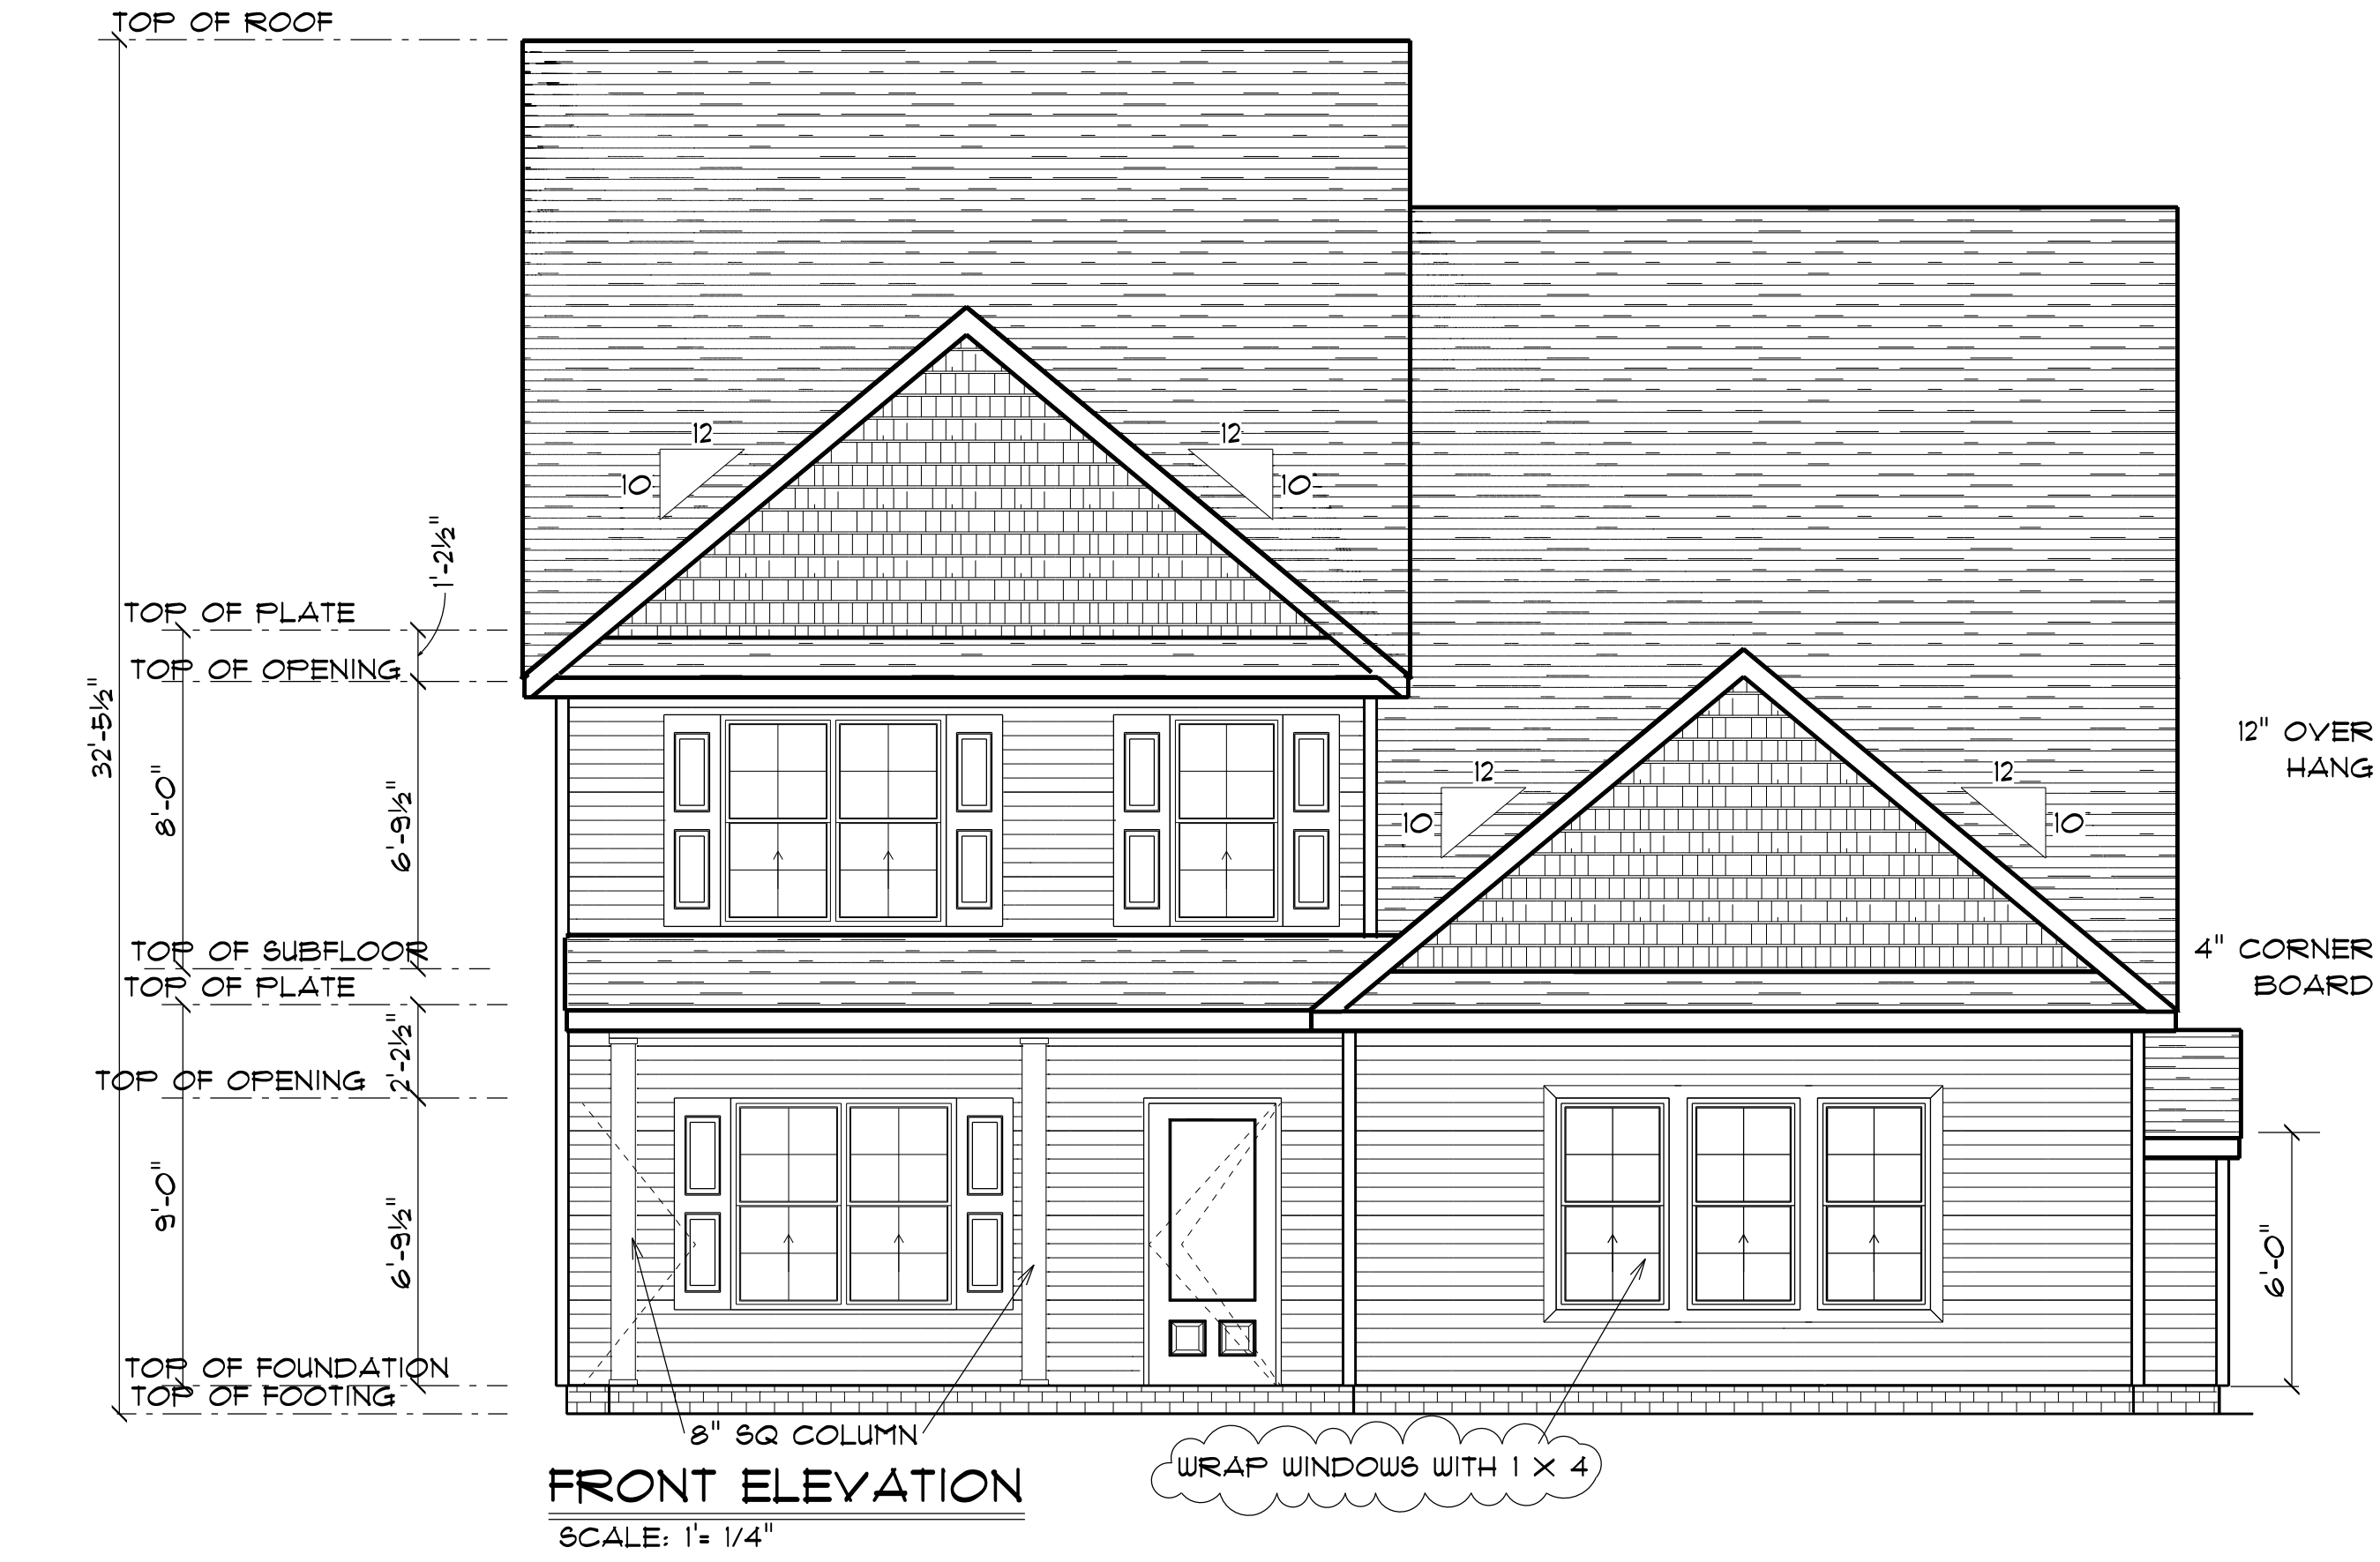 TOP OF ROOF
12
12
10
10
1'-2½"
TOP OF PLATE
TOP OF OPENING
32'-5½"
12" OVER
HANG
12
12
8'-0"
6'-9½"
10
10
TOP OF SUBFLOOR
4" CORNER
BOARD
TOP OF PLATE
2'-2½"
TOP OF OPENING
9'-0"
6'-9½"
6'-0"
TOP OF FOUNDATION
TOP OF FOOTING
8" SQ COLUMN
WRAP WINDOWS WITH 1 X 4
FRONT ELEVATION
SCALE: 1'= 1/4"